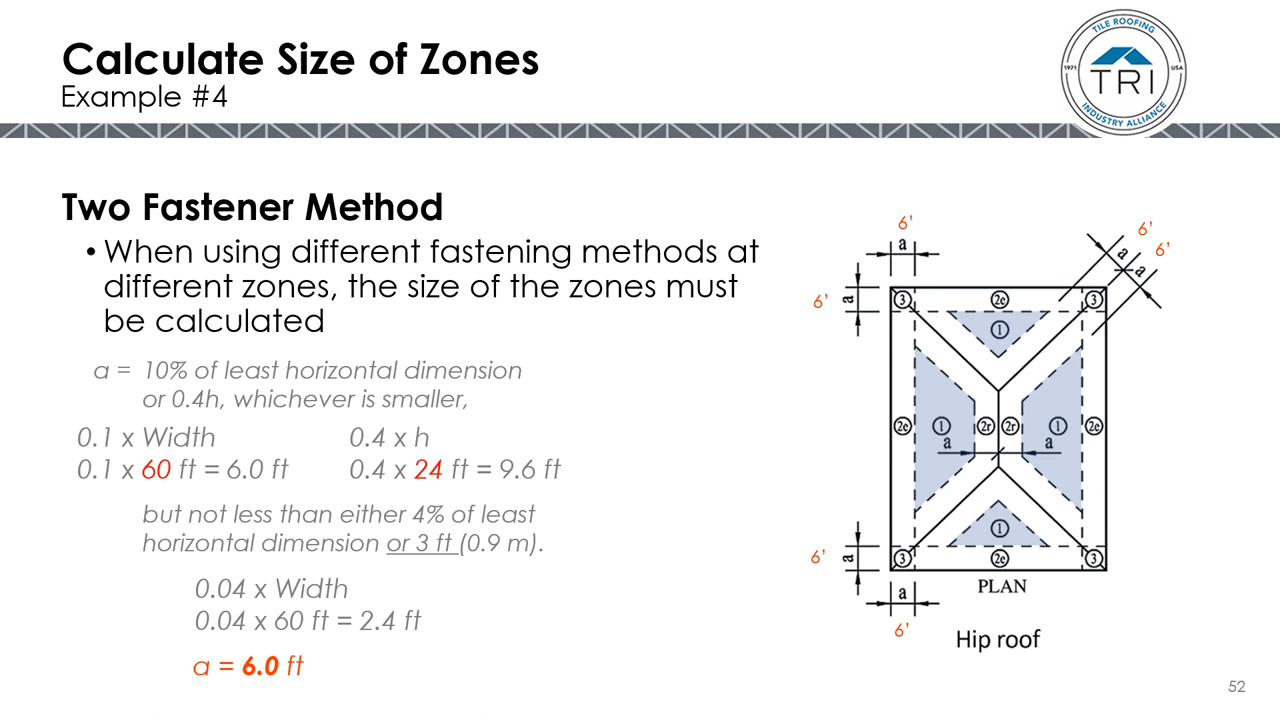 Calculate Size of Zones
Example #4
TILE ROOFING
1971
USA
TRI
INDUSTRY ALLIANCE
Two Fastener Method
• When using different fastening methods at
different zones, the size of the zones must
be calculated
a = 10% of least horizontal dimension
or 0.4h, whichever is smaller,
0.1 x Width 0.4 x h
0.1 x 60 ft = 6.0 ft 0.4 x 24 ft = 9.6 ft
but not less than either 4% of least
horizontal dimension or 3 ft (0.9 m).
0.04 x Width
0.04 x 60 ft = 2.4 ft
a = 6.0 ft
6'
a
6'
6'
a
a
6'
a
3 2e 3
1
2e 1 2r 2r 1 2e
a a
1
6'
a
3 2e 3
a
PLAN
6'
Hip roof
52